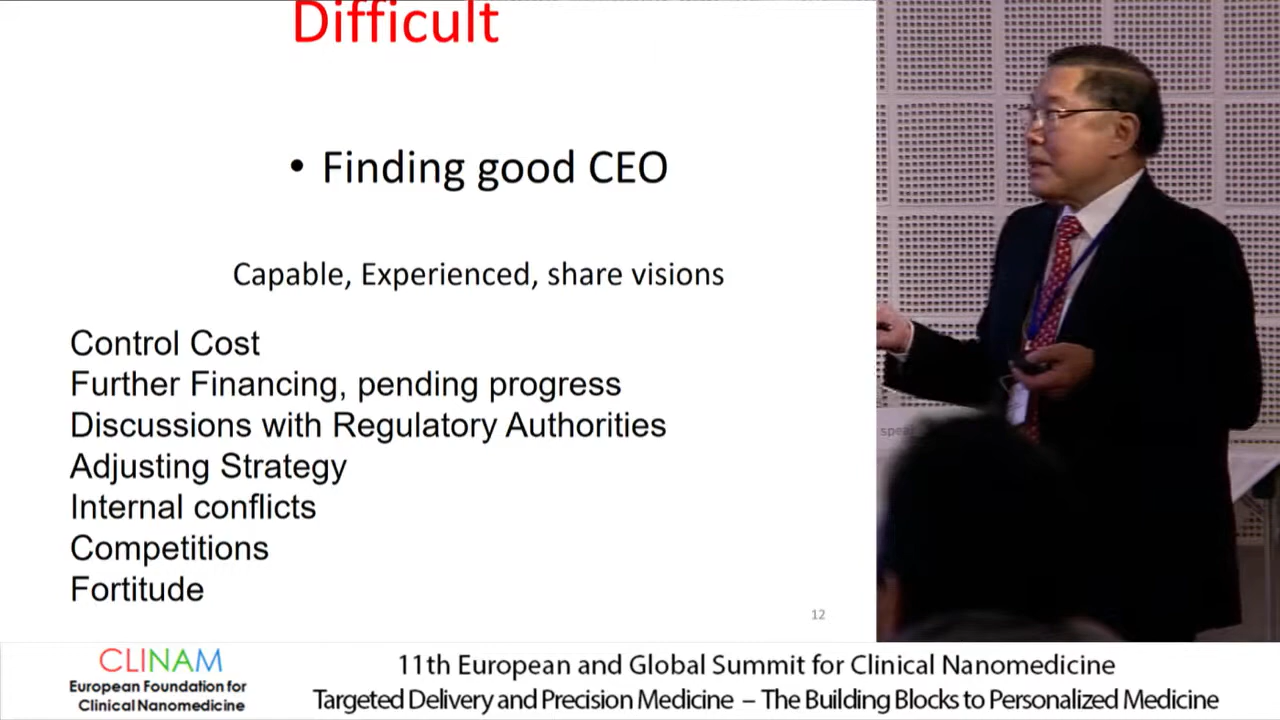 Difficult
• Finding good CEO
Capable, Experienced, share visions
Control Cost
Further Financing, pending progress
Discussions with Regulatory Authorities
Adjusting Strategy
Internal conflicts
Competitions
Fortitude
12
CLINAM
European Foundation for
Clinical Nanomedicine
11th European and Global Summit for Clinical Nanomedicine
Targeted Delivery and Precision Medicine – The Building Blocks to Personalized Medicine